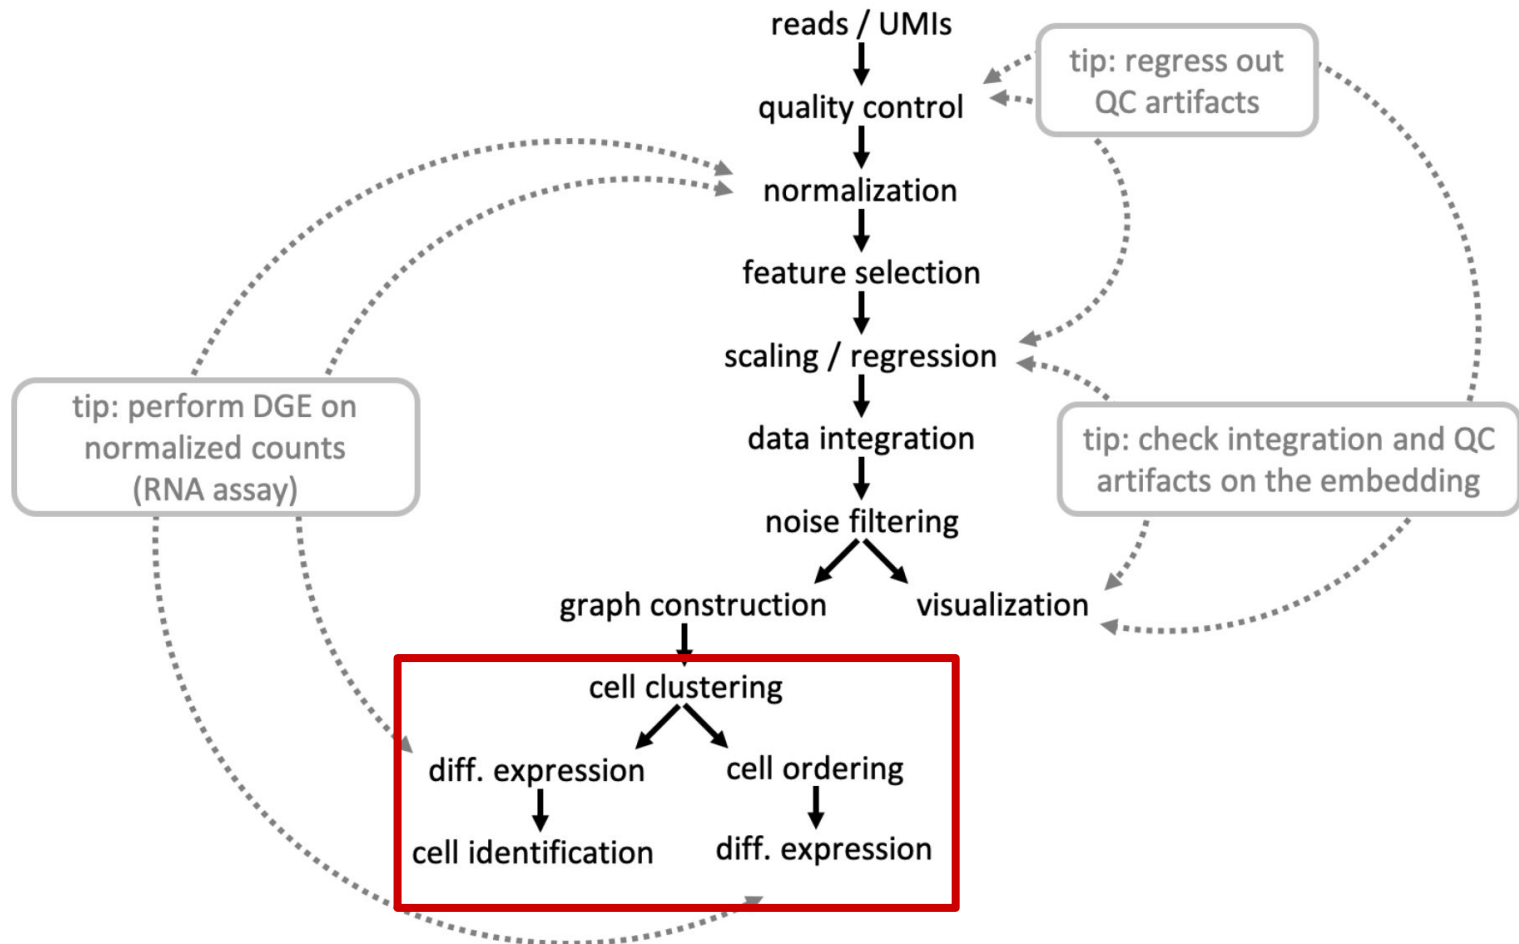 reads / UMIs
tip: regress out
QC artifacts
quality control
normalization
feature selection
scaling / regression
tip: perform DGE on
normalized counts
(RNA assay)
data integration
tip: check integration and QC
artifacts on the embedding
noise filtering
graph construction
visualization
cell clustering
diff. expression
cell ordering
cell identification
diff. expression